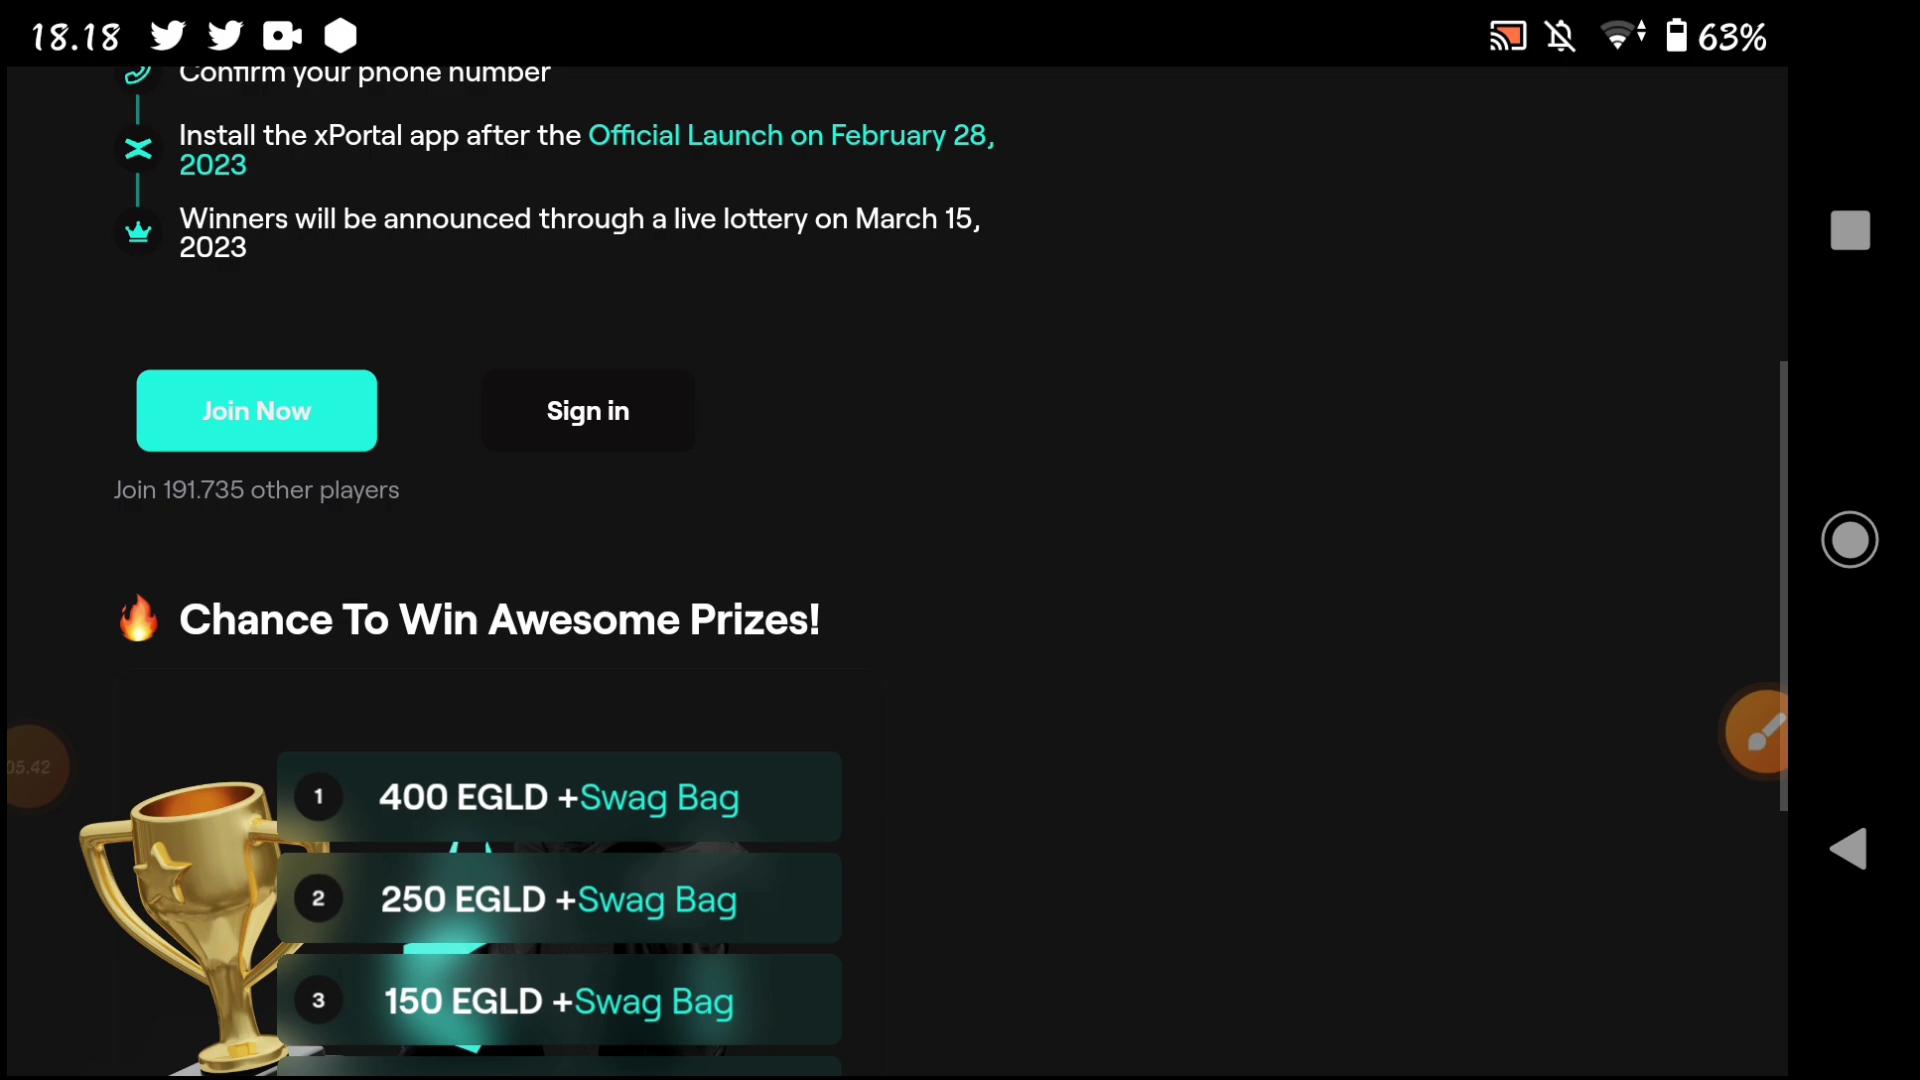 18.18
63%
Confirm your phone number
Install the xPortal app after the Official Launch on February 28,
2023
Winners will be announced through a live lottery on March 15,
2023
Join Now
Sign in
Join 191.735 other players
Chance To Win Awesome Prizes!
05.42
1 400 EGLD +Swag Bag
2 250 EGLD +Swag Bag
3 150 EGLD +Swag Bag